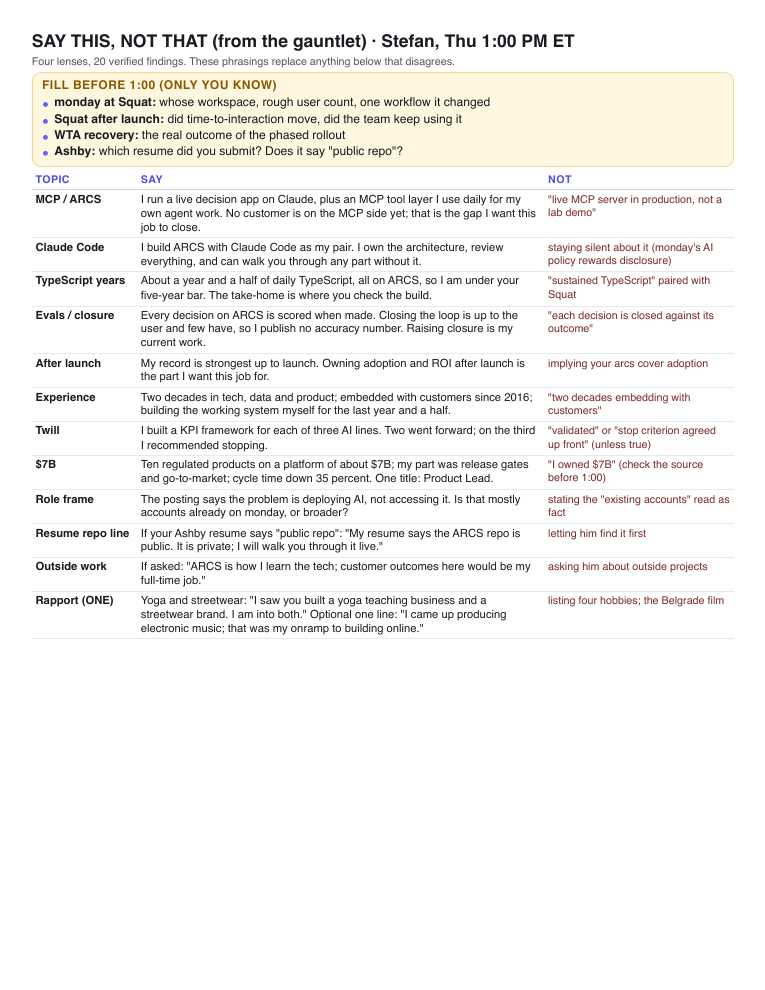 SAY THIS, NOT THAT (from the gauntlet) · Stefan, Thu 1:00 PM ET
Four lenses, 20 verified findings. These phrasings replace anything below that disagrees.
FILL BEFORE 1:00 (ONLY YOU KNOW)
• monday at Squat: whose workspace, rough user count, one workflow it changed
• Squat after launch: did time-to-interaction move, did the team keep using it
• WTA recovery: the real outcome of the phased rollout
• Ashby: which resume did you submit? Does it say "public repo"?
TOPIC SAY NOT
MCP / ARCS
I run a live decision app on Claude, plus an MCP tool layer I use daily for my
own agent work. No customer is on the MCP side yet; that is the gap I want this
job to close.
"live MCP server in production, not a
lab demo"
Claude Code
I build ARCS with Claude Code as my pair. I own the architecture, review
everything, and can walk you through any part without it.
staying silent about it (monday's AI
policy rewards disclosure)
TypeScript years
About a year and a half of daily TypeScript, all on ARCS, so I am under your
five-year bar. The take-home is where you check the build.
"sustained TypeScript" paired with
Squat
Evals / closure
Every decision on ARCS is scored when made. Closing the loop is up to the
user and few have, so I publish no accuracy number. Raising closure is my
current work.
"each decision is closed against its
outcome"
After launch
My record is strongest up to launch. Owning adoption and ROI after launch is
the part I want this job for.
implying your arcs cover adoption
Experience
Two decades in tech, data and product; embedded with customers since 2016;
building the working system myself for the last year and a half.
"two decades embedding with
customers"
Twill
I built a KPI framework for each of three AI lines. Two went forward; on the third
I recommended stopping.
"validated" or "stop criterion agreed
up front" (unless true)
$7B
Ten regulated products on a platform of about $7B; my part was release gates
and go-to-market; cycle time down 35 percent. One title: Product Lead.
"I owned $7B" (check the source
before 1:00)
Role frame
The posting says the problem is deploying AI, not accessing it. Is that mostly
accounts already on monday, or broader?
stating the "existing accounts" read as
fact
Resume repo line
If your Ashby resume says "public repo": "My resume says the ARCS repo is
public. It is private; I will walk you through it live."
letting him find it first
Outside work
If asked: "ARCS is how I learn the tech; customer outcomes here would be my
full-time job."
asking him about outside projects
Rapport (ONE)
Yoga and streetwear: "I saw you built a yoga teaching business and a
streetwear brand. I am into both." Optional one line: "I came up producing
electronic music; that was my onramp to building online."
listing four hobbies; the Belgrade film